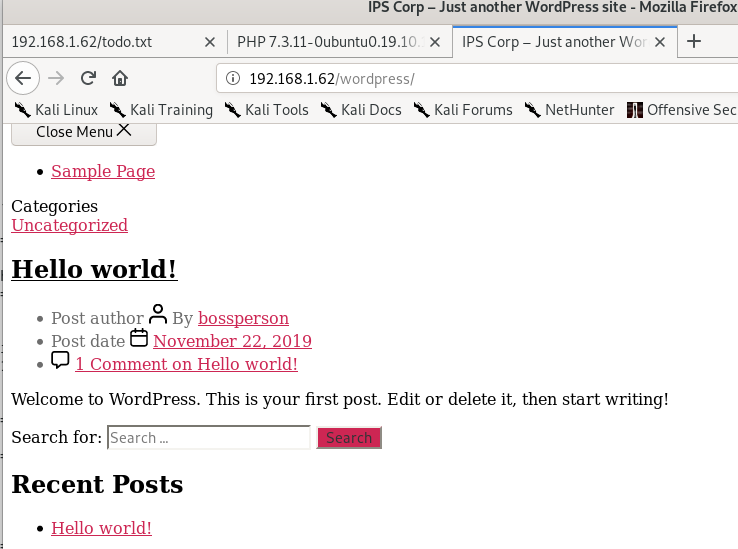 IPS Corp – Just another WordPress site - Mozilla Firefox
192.168.1.62/todo.txt
PHP 7.3.11-0ubuntu0.19.10.
IPS Corp – Just another Wor
192.168.1.62/wordpress/
Kali Linux Kali Training Kali Tools Kali Docs Kali Forums NetHunter Offensive Sec
Close Menu
Sample Page
Categories
Uncategorized
Hello world!
Post author By bossperson
Post date November 22, 2019
1 Comment on Hello world!
Welcome to WordPress. This is your first post. Edit or delete it, then start writing!
Search for: Search … Search
Recent Posts
Hello world!